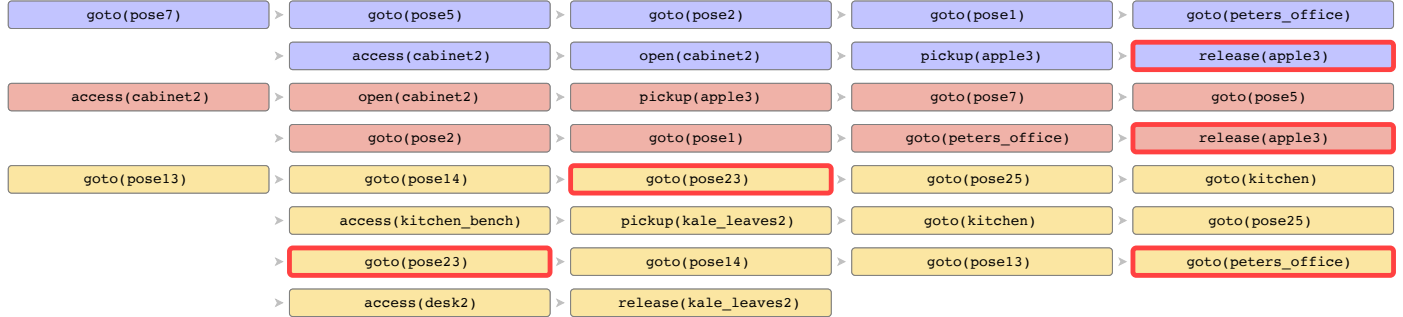 goto(pose7) goto(pose5) goto(pose2) goto(pose1) goto(peters_office)
access(cabinet2) open(cabinet2) pickup(apple3) release(apple3)
access(cabinet2) open(cabinet2) pickup(apple3) goto(pose7) goto(pose5)
goto(pose2) goto(pose1) goto(peters_office) release(apple3)
goto(pose13) goto(pose14) goto(pose23) goto(pose25) goto(kitchen)
access(kitchen_bench) pickup(kale_leaves2) goto(kitchen) goto(pose25)
goto(pose23) goto(pose14) goto(pose13) goto(peters_office)
access(desk2) release(kale_leaves2)